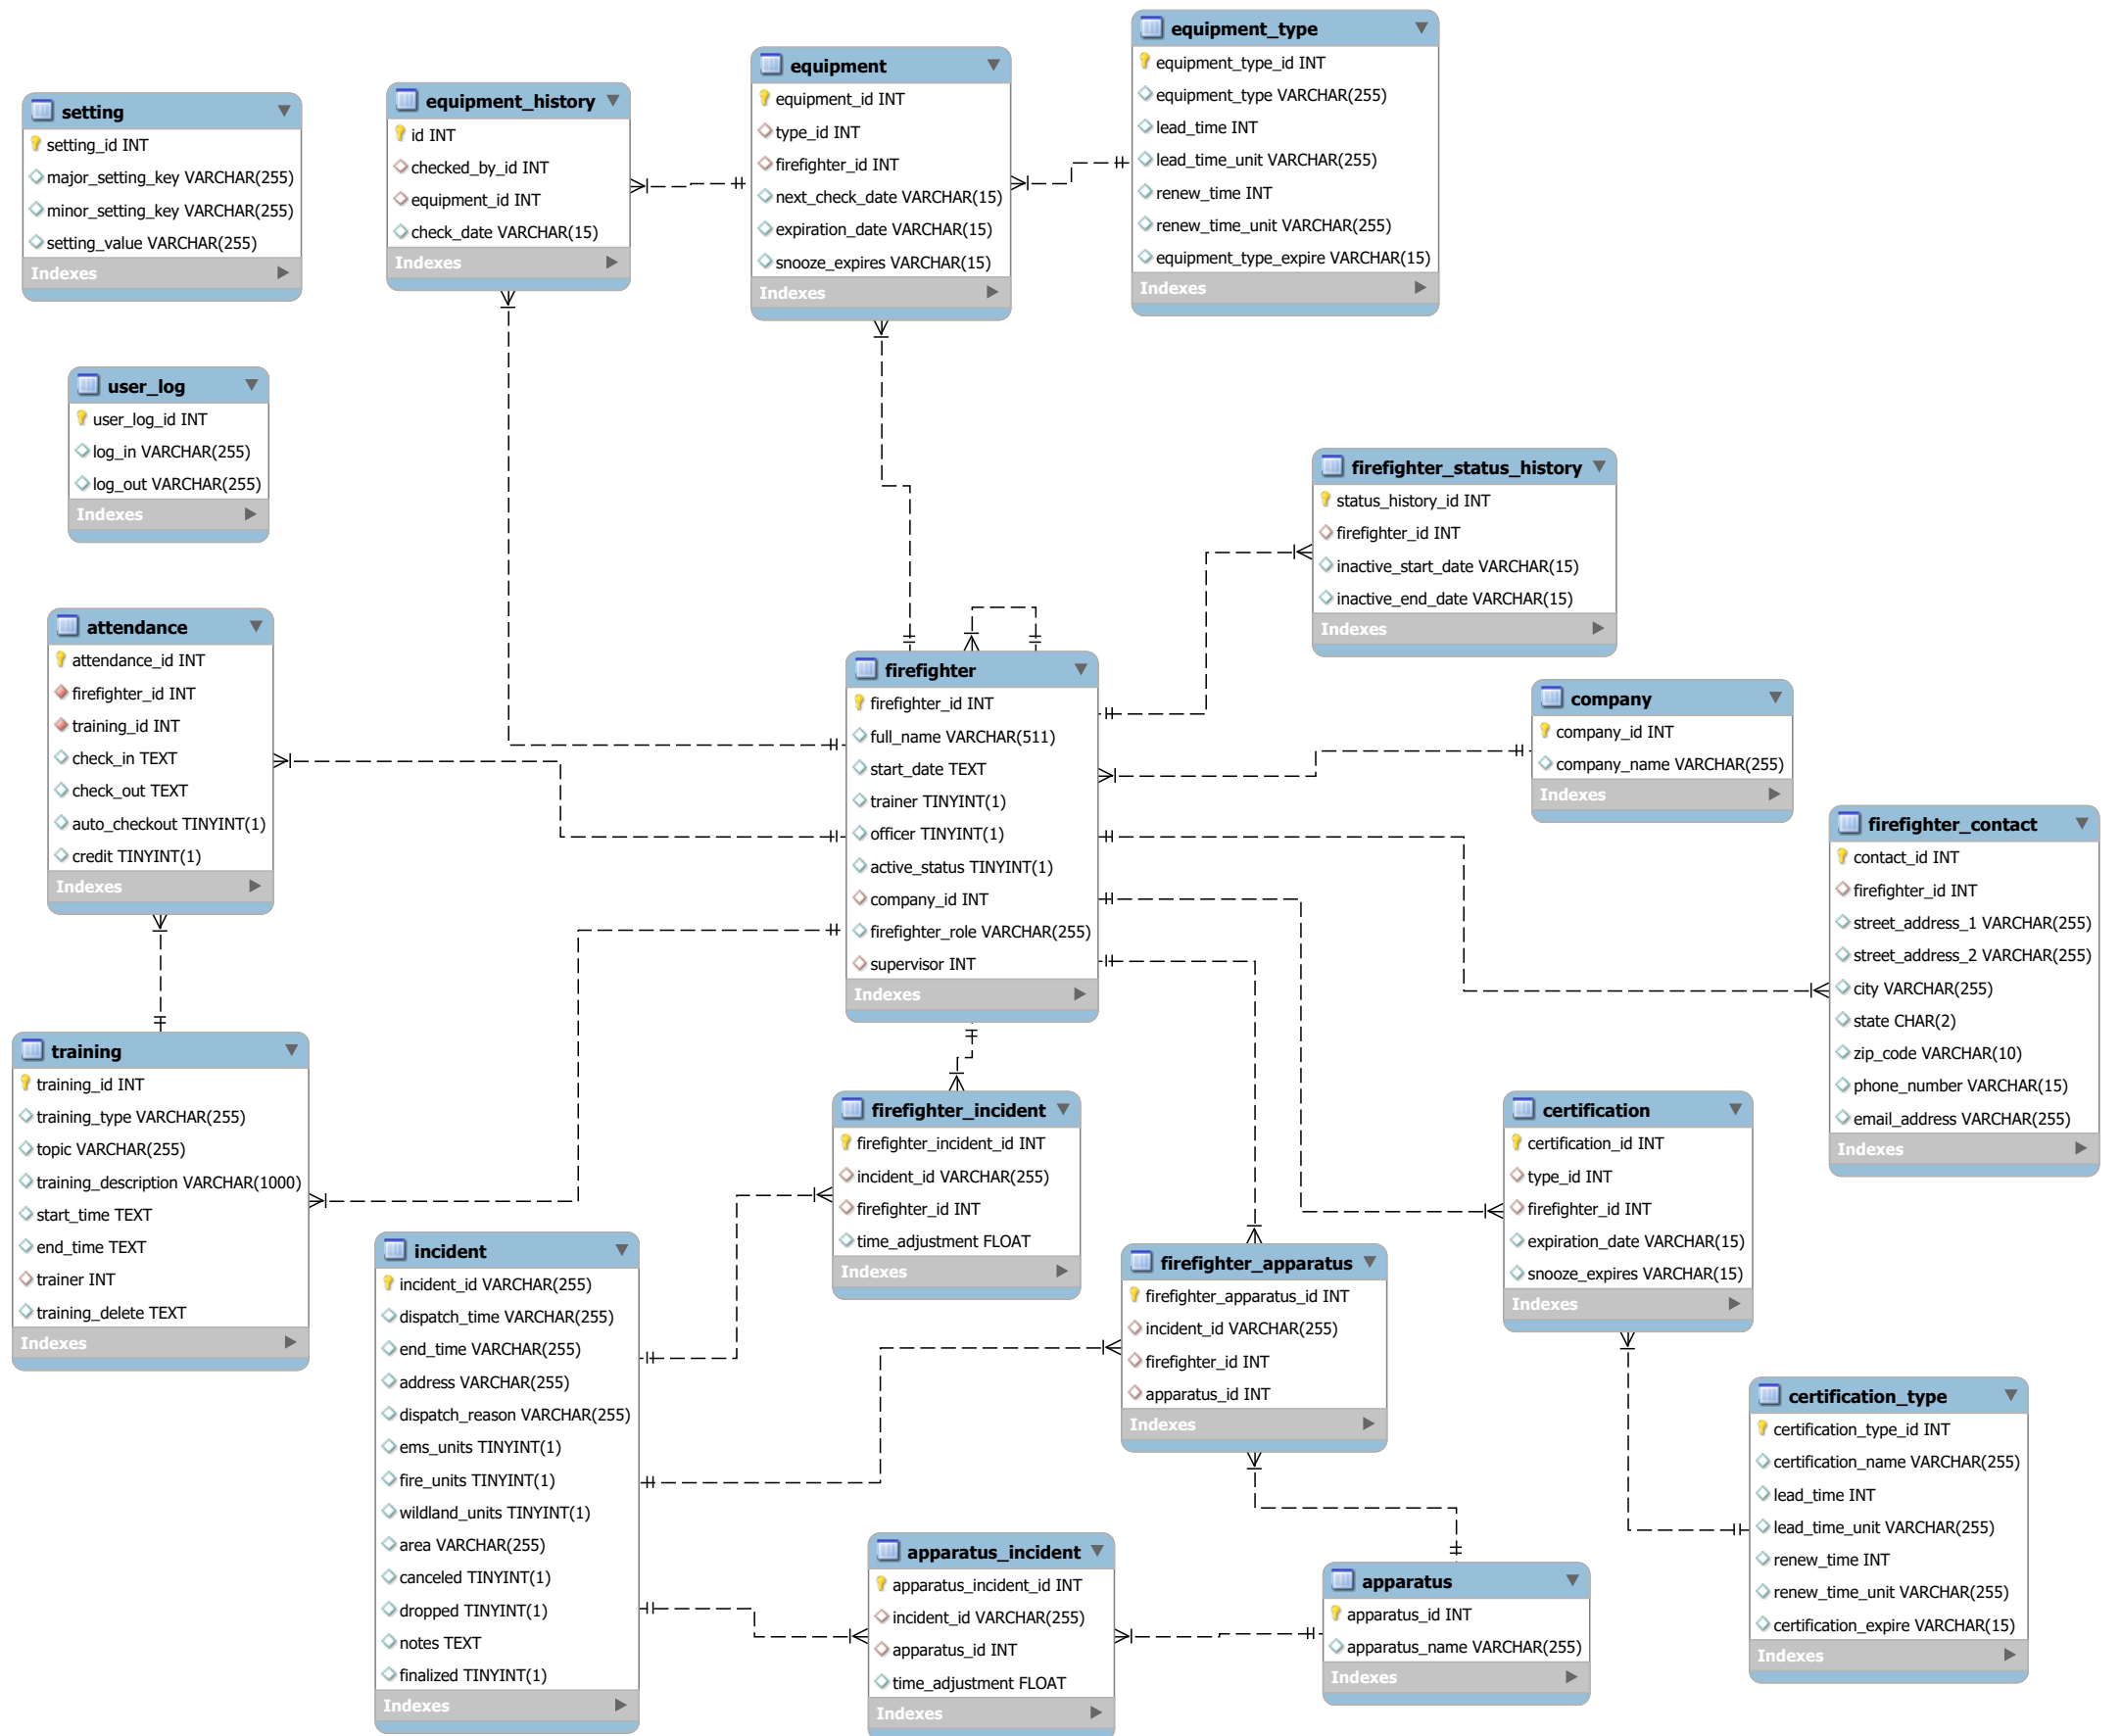 equipment_type
equipment_type_id INT
equipment_type VARCHAR(255)
lead_time INT
lead_time_unit VARCHAR(255)
renew_time INT
renew_time_unit VARCHAR(255)
equipment_type_expire VARCHAR(15)
Indexes
equipment
equipment_id INT
type_id INT
firefighter_id INT
next_check_date VARCHAR(15)
expiration_date VARCHAR(15)
snooze_expires VARCHAR(15)
Indexes
equipment_history
id INT
checked_by_id INT
equipment_id INT
check_date VARCHAR(15)
Indexes
setting
setting_id INT
major_setting_key VARCHAR(255)
minor_setting_key VARCHAR(255)
setting_value VARCHAR(255)
Indexes
user_log
user_log_id INT
log_in VARCHAR(255)
log_out VARCHAR(255)
Indexes
firefighter_status_history
status_history_id INT
firefighter_id INT
inactive_start_date VARCHAR(15)
inactive_end_date VARCHAR(15)
Indexes
attendance
attendance_id INT
firefighter_id INT
training_id INT
check_in TEXT
check_out TEXT
auto_checkout TINYINT(1)
credit TINYINT(1)
Indexes
firefighter
firefighter_id INT
full_name VARCHAR(511)
start_date TEXT
trainer TINYINT(1)
officer TINYINT(1)
active_status TINYINT(1)
company_id INT
firefighter_role VARCHAR(255)
supervisor INT
Indexes
company
company_id INT
company_name VARCHAR(255)
Indexes
firefighter_contact
contact_id INT
firefighter_id INT
street_address_1 VARCHAR(255)
street_address_2 VARCHAR(255)
city VARCHAR(255)
state CHAR(2)
zip_code VARCHAR(10)
phone_number VARCHAR(15)
email_address VARCHAR(255)
Indexes
training
training_id INT
training_type VARCHAR(255)
topic VARCHAR(255)
training_description VARCHAR(1000)
start_time TEXT
end_time TEXT
trainer INT
training_delete TEXT
Indexes
firefighter_incident
firefighter_incident_id INT
incident_id VARCHAR(255)
firefighter_id INT
time_adjustment FLOAT
Indexes
certification
certification_id INT
type_id INT
firefighter_id INT
expiration_date VARCHAR(15)
snooze_expires VARCHAR(15)
Indexes
incident
incident_id VARCHAR(255)
dispatch_time VARCHAR(255)
end_time VARCHAR(255)
address VARCHAR(255)
dispatch_reason VARCHAR(255)
ems_units TINYINT(1)
fire_units TINYINT(1)
wildland_units TINYINT(1)
area VARCHAR(255)
canceled TINYINT(1)
dropped TINYINT(1)
notes TEXT
finalized TINYINT(1)
Indexes
firefighter_apparatus
firefighter_apparatus_id INT
incident_id VARCHAR(255)
firefighter_id INT
apparatus_id INT
Indexes
certification_type
certification_type_id INT
certification_name VARCHAR(255)
lead_time INT
lead_time_unit VARCHAR(255)
renew_time INT
renew_time_unit VARCHAR(255)
certification_expire VARCHAR(15)
Indexes
apparatus_incident
apparatus_incident_id INT
incident_id VARCHAR(255)
apparatus_id INT
time_adjustment FLOAT
Indexes
apparatus
apparatus_id INT
apparatus_name VARCHAR(255)
Indexes